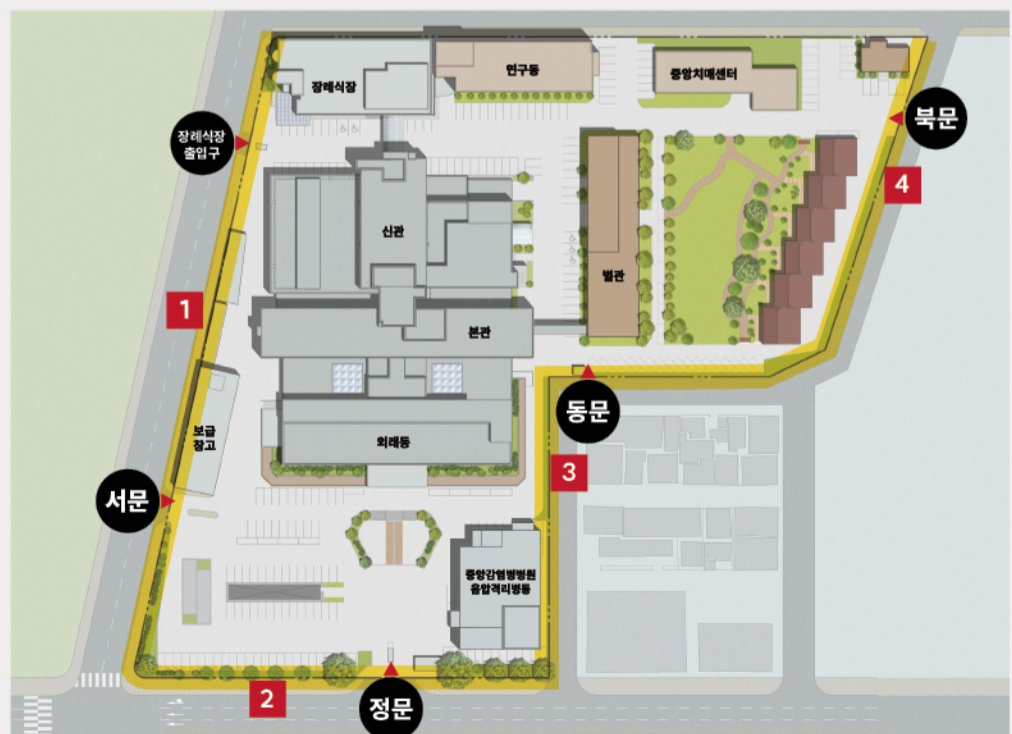 장례식장
연구동
중앙치매센터
북문
장례식장
출입구
4
신관
별관
1
본관
동문
보급
창고
외래동
3
서문
중앙감염병병원
음압격리병동
2
정문